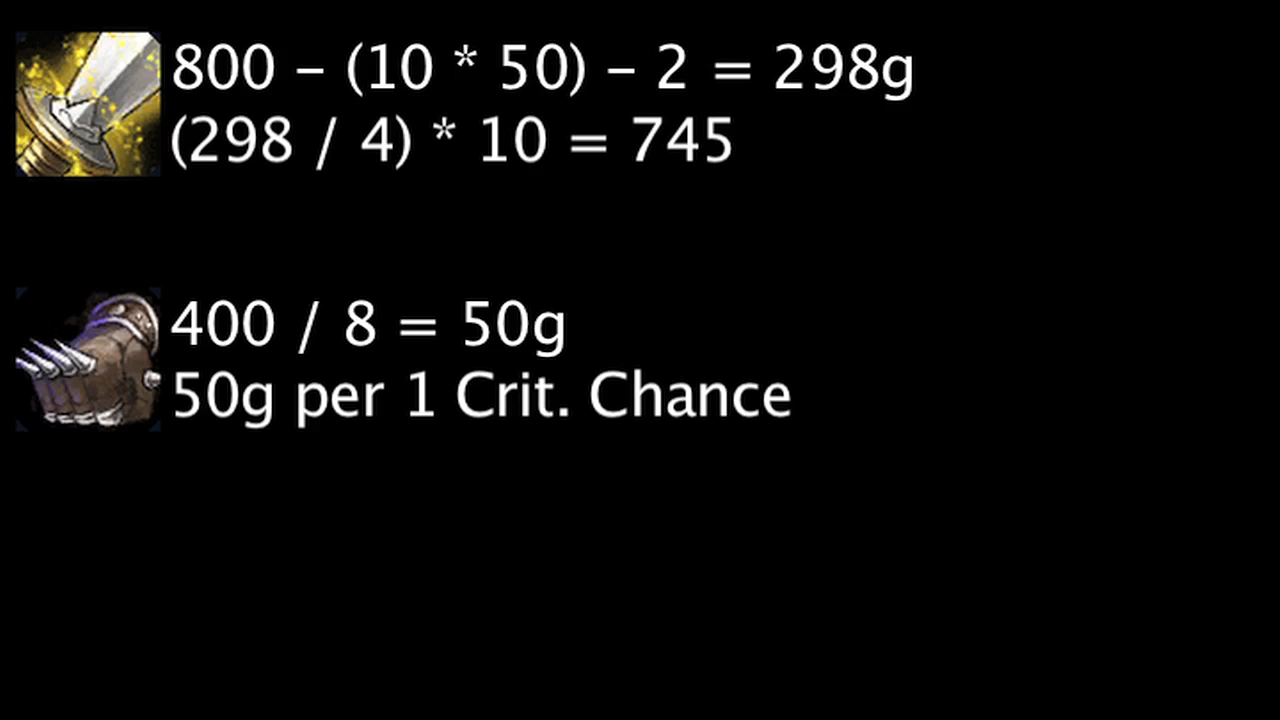 800 – (10 * 50) – 2 = 298g
(298 / 4) * 10 = 745
400 / 8 = 50g
50g per 1 Crit. Chance